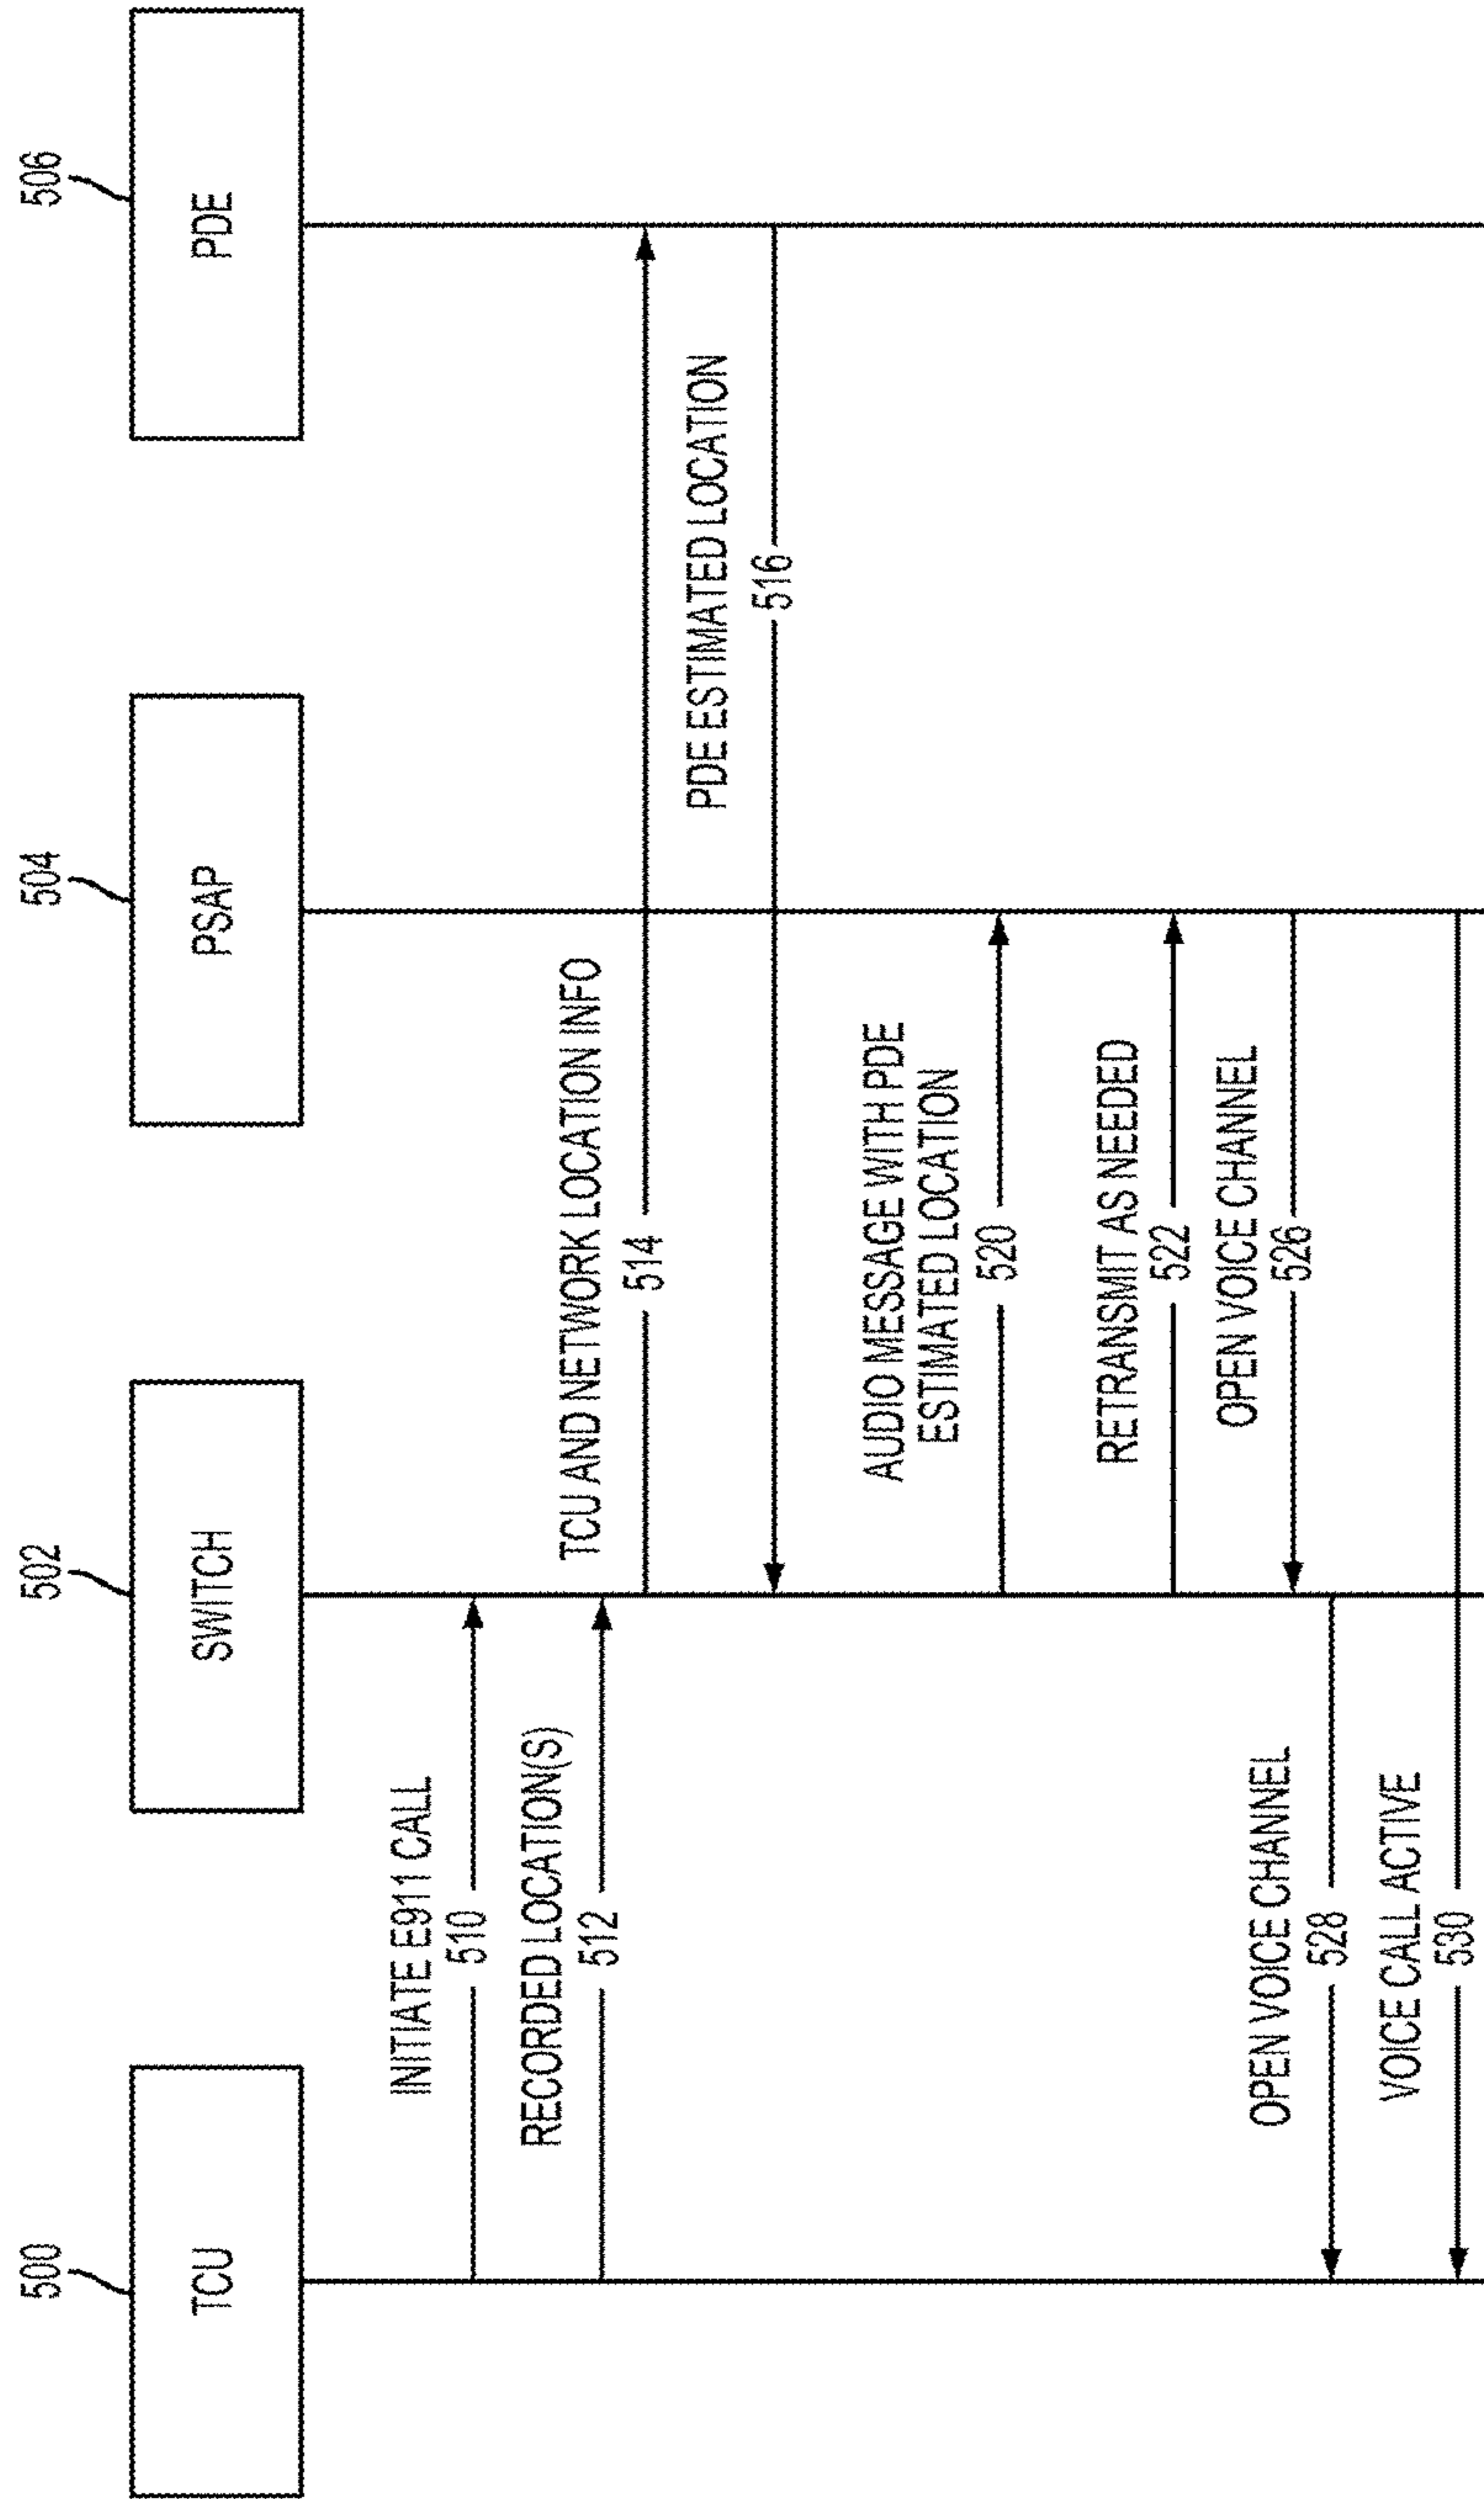 500
TCU
502
SWITCH
504
PSAP
506
PDE
INITIATE E911 CALL
510
RECORDED LOCATION(S)
512
TCU AND NETWORK LOCATION INFO
514
PDE ESTIMATED LOCATION
516
AUDIO MESSAGE WITH PDE
ESTIMATED LOCATION
520
RETRANSMIT AS NEEDED
522
OPEN VOICE CHANNEL
526
OPEN VOICE CHANNEL
528
VOICE CALL ACTIVE
530